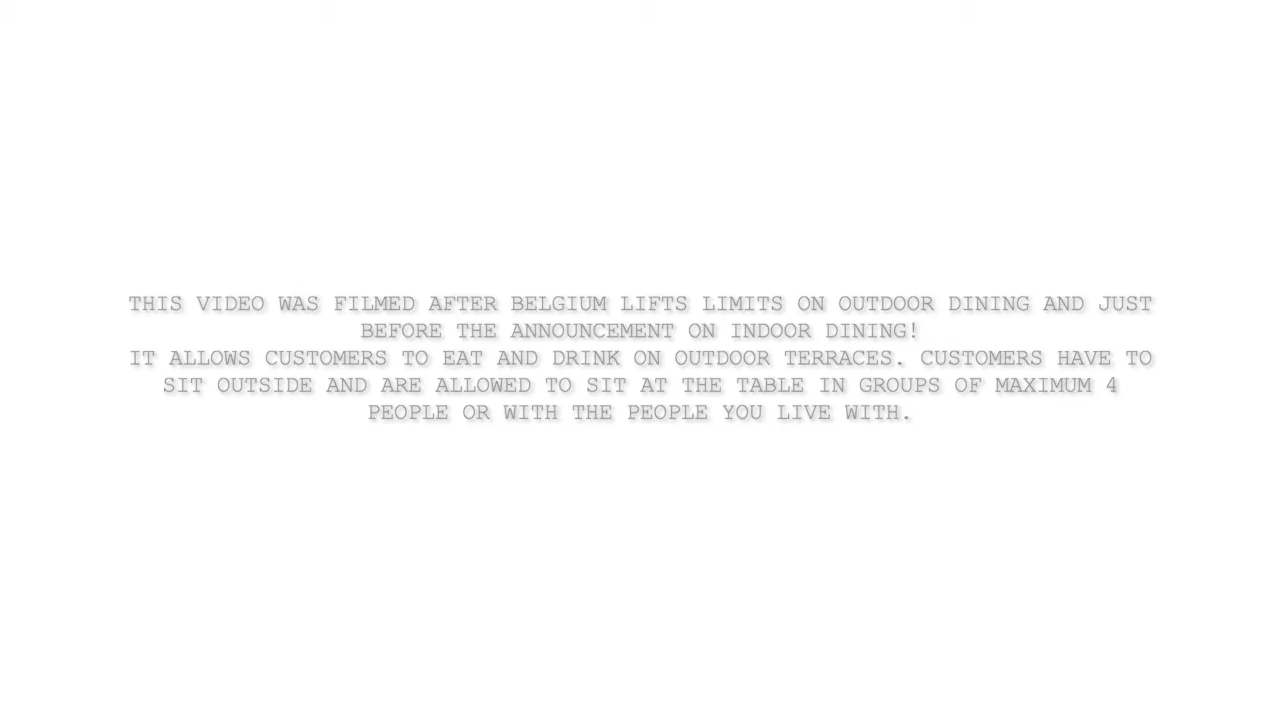 THIS VIDEO WAS FILMED AFTER BELGIUM LIFTS LIMITS ON OUTDOOR DINING AND JUST
BEFORE THE ANNOUNCEMENT ON INDOOR DINING!
IT ALLOWS CUSTOMERS TO EAT AND DRINK ON OUTDOOR TERRACES. CUSTOMERS HAVE TO
SIT OUTSIDE AND ARE ALLOWED TO SIT AT THE TABLE IN GROUPS OF MAXIMUM 4
PEOPLE OR WITH THE PEOPLE YOU LIVE WITH.